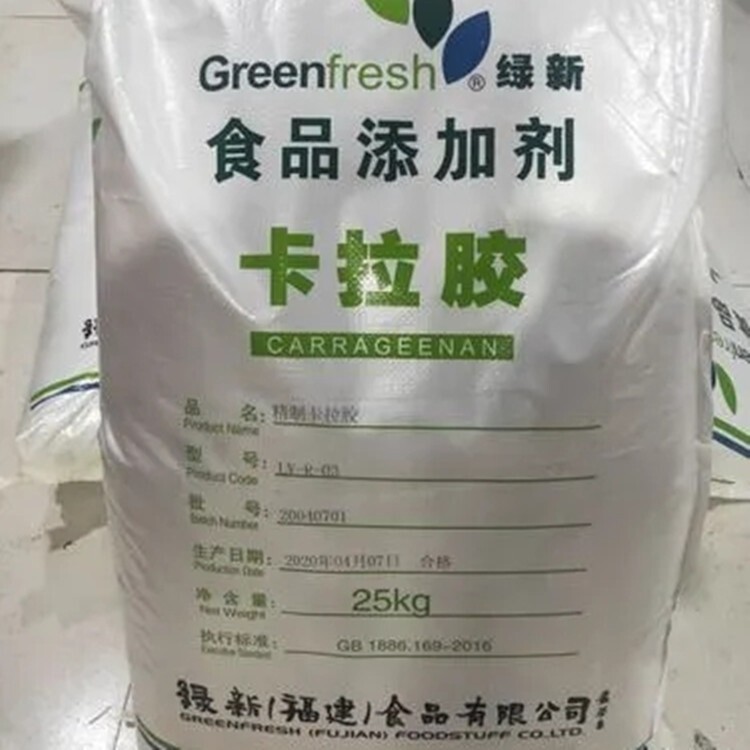 Greenfresh® 绿新
食品添加剂
卡拉胶
CARRAGEENAN
品名: 精制卡拉胶
Product Name
型号: LV-R-03
Product Code
批号: 20040701
Batch Number
生产日期: 2020年04月07日 合格
Production Date
净含量: 25kg
Net Weight
执行标准: GB 1886.169-2016
Executive Standard
绿新(福建)食品有限公司
GREENFRESH (FUJIAN) FOODSTUFF CO.,LTD.